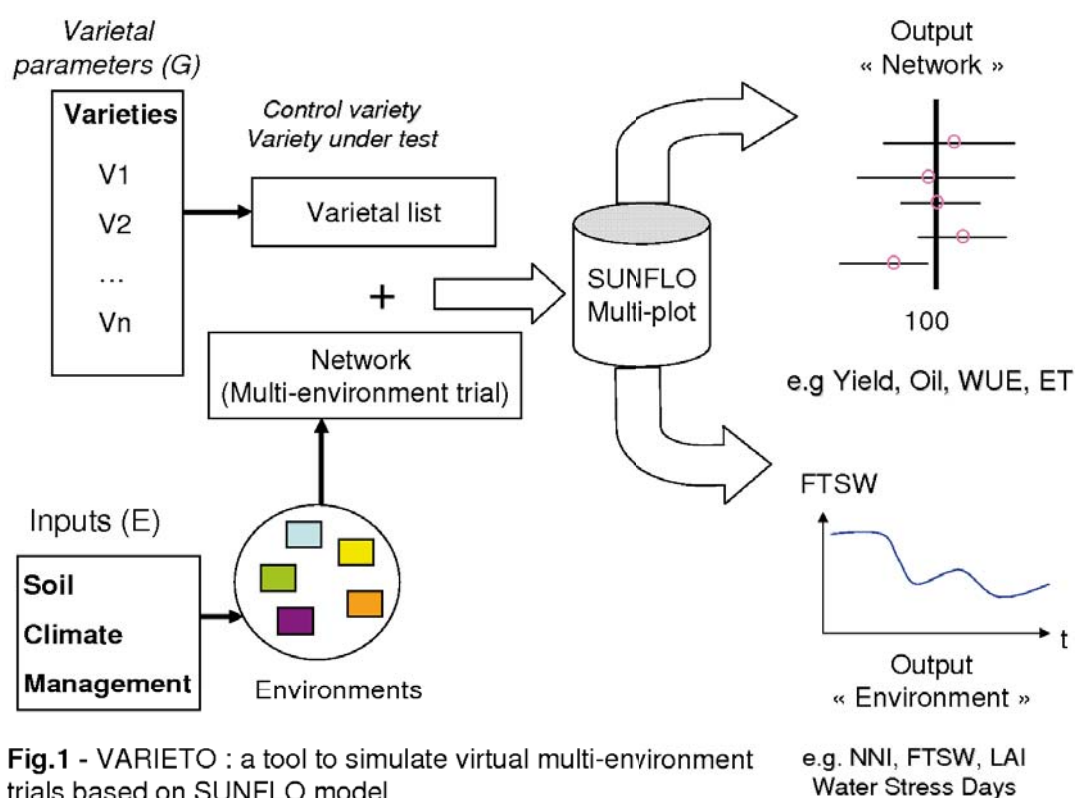 Varietal
parameters (G)
Varieties
V1
V2
...
Vn
Control variety
Variety under test
Varietal list
+
Network
(Multi-environment trial)
Inputs (E)
Soil
Climate
Management
Environments
SUNFLO
Multi-plot
Output
« Network »
100
e.g Yield, Oil, WUE, ET
FTSW
t
Output
« Environment »
e.g. NNI, FTSW, LAI
Water Stress Days
Fig.1 - VARIETO : a tool to simulate virtual multi-environment
trials based on SUNFLO model